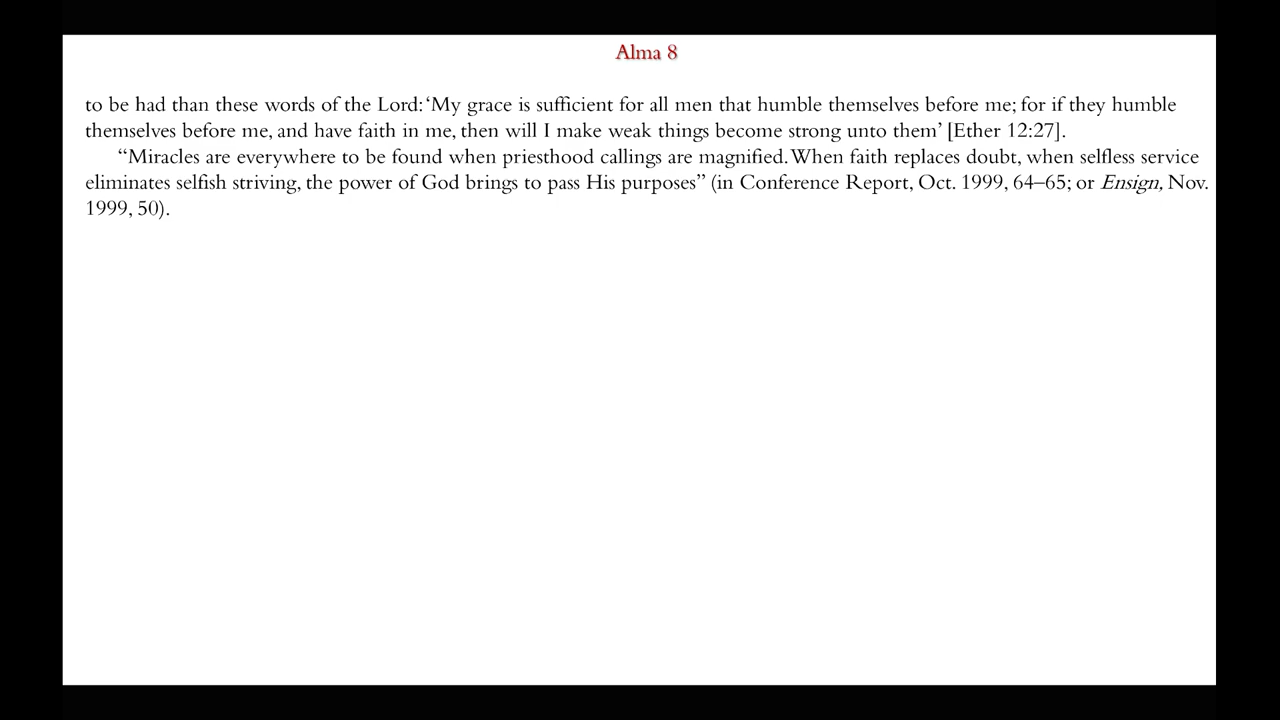 Alma 8
to be had than these words of the Lord: ‘My grace is sufficient for all men that humble themselves before me; for if they humble
themselves before me, and have faith in me, then will I make weak things become strong unto them’ [Ether 12:27].
“Miracles are everywhere to be found when priesthood callings are magnified. When faith replaces doubt, when selfless service
eliminates selfish striving, the power of God brings to pass His purposes” (in Conference Report, Oct. 1999, 64–65; or Ensign, Nov.
1999, 50).